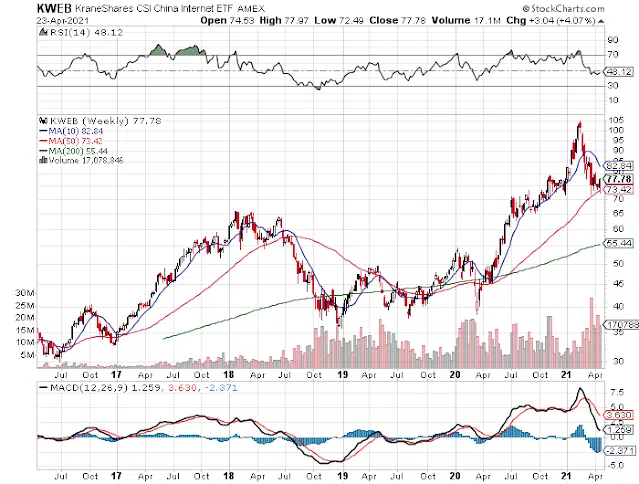 KWEB KraneShares CSI China Internet ETF AMEX © StockCharts.com
23-Apr-2021 Open 74.53 High 77.97 Low 72.49 Close 77.78 Volume 17.1M Chg +3.04 (+4.07%) ▲
RSI(14) 48.12
90
70
48.12
30
10
KWEB (Weekly) 77.78
MA(10) 82.84
MA(50) 73.42
MA(200) 55.44
Volume 17,078,846
105
100
95
90
82.84
77.78
73.42
65
60
55.44
50
45
40
35
30
30M
25M
20M
15M
10M
5M
Jul Oct 17 Apr Jul Oct 18 Apr Jul Oct 19 Apr Jul Oct 20 Apr Jul Oct 21 Apr
MACD(12,26,9) 1.259, 3.630, -2.371
7.5
3.630
1.259
-2.371
-5.0
Jul Oct 17 Apr Jul Oct 18 Apr Jul Oct 19 Apr Jul Oct 20 Apr Jul Oct 21 Apr